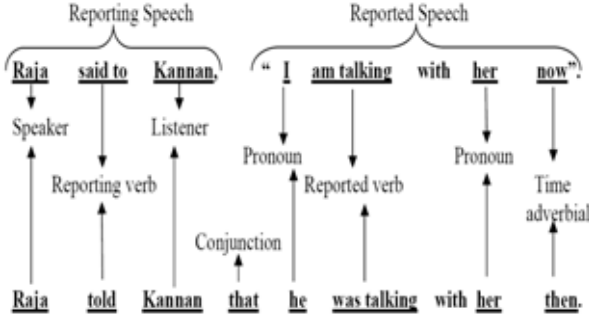 Reporting Speech Reported Speech
Raja said to Kannan, “ I am talking with her now”.
Speaker Listener
Pronoun Pronoun
Reporting verb Reported verb Time
adverbial
Conjunction
Raja told Kannan that he was talking with her then.